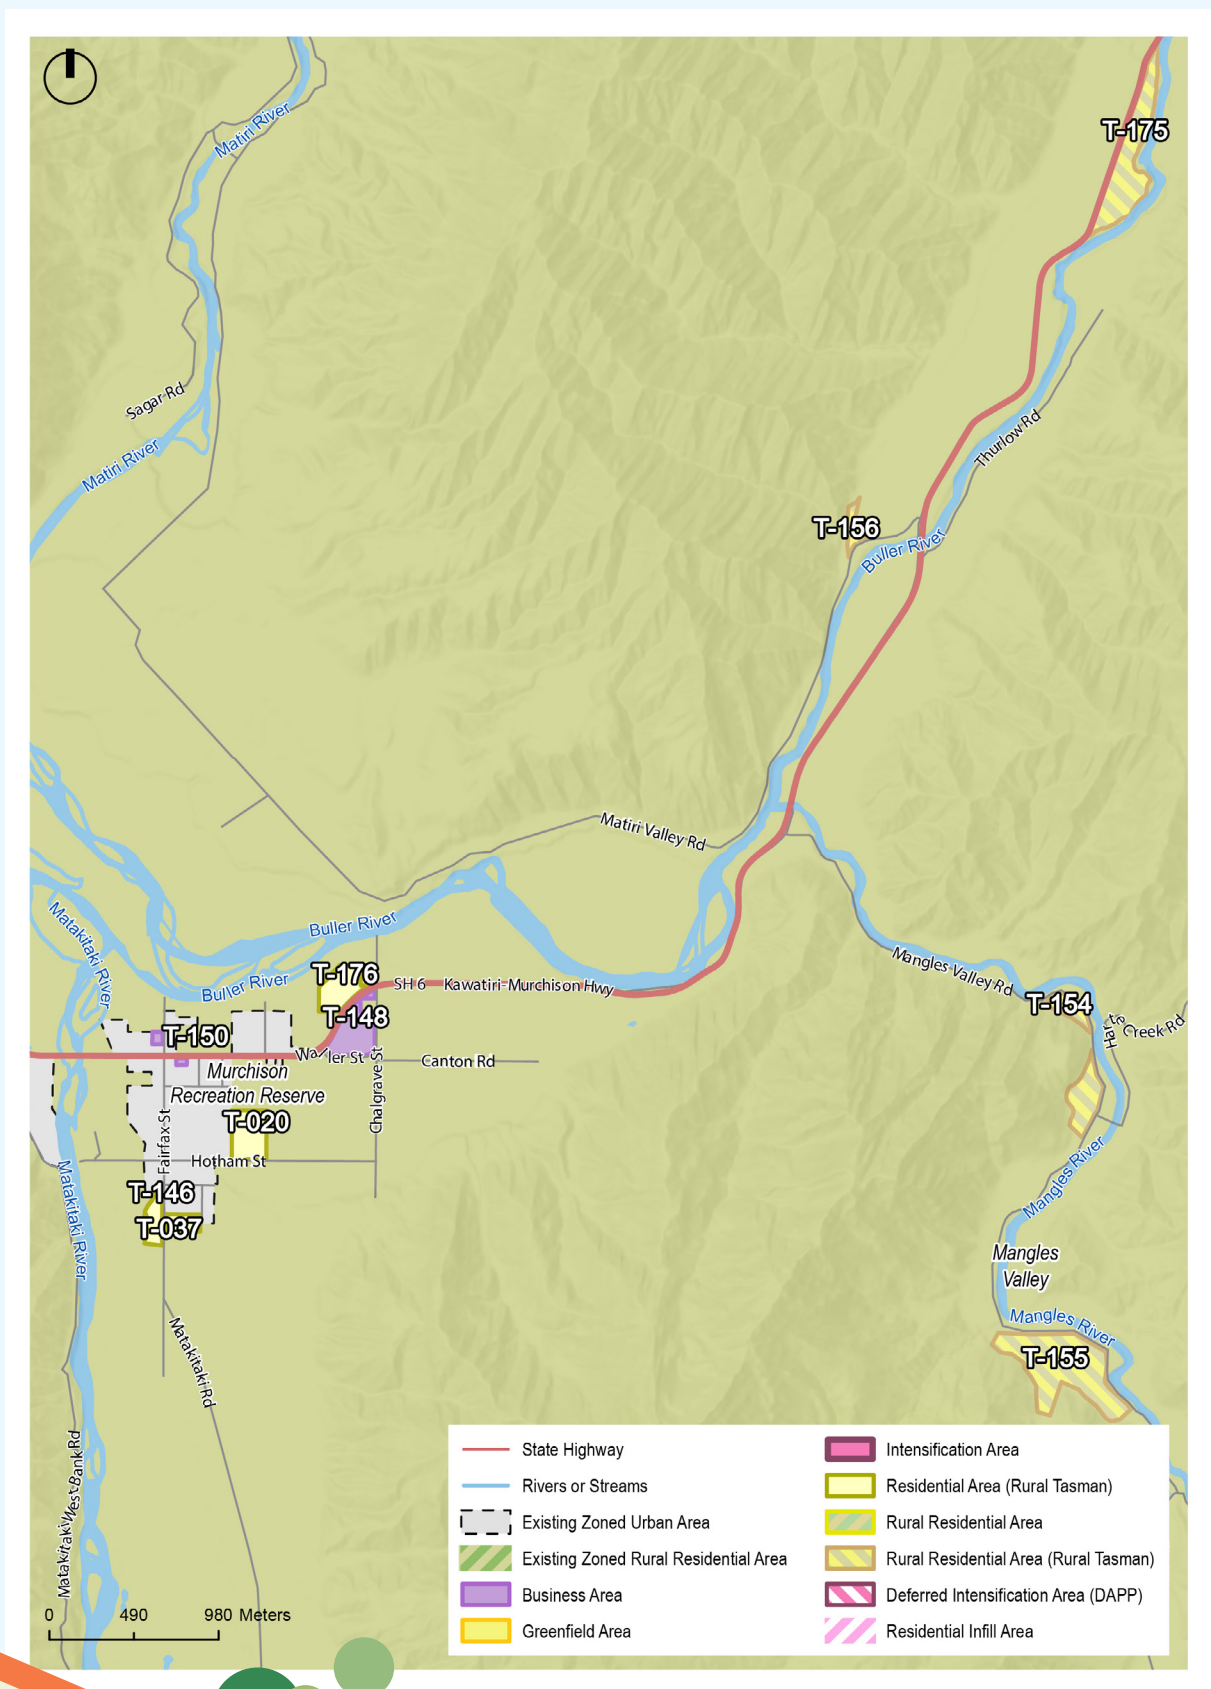 Matiri River
T-175
Sagar Rd
Matiri River
Thurlow Rd
T-156
Buller River
Matiri Valley Rd
Matakitaki River
Buller River
Mangles Valley Rd
T-176
Buller River
SH 6 Kawatiri-Murchison Hwy
T-154
T-148
Harte Creek Rd
T-150
Waller St
Canton Rd
Murchison
Recreation Reserve
Chalgrave St
T-020
Fairfax St
Hotham St
Mangles River
Matakitaki River
T-146
T-037
Mangles
Valley
Mangles River
T-155
Matakitaki Rd
Matakitaki West Bank Rd
State Highway
Rivers or Streams
Existing Zoned Urban Area
Existing Zoned Rural Residential Area
Business Area
Greenfield Area
Intensification Area
Residential Area (Rural Tasman)
Rural Residential Area
Rural Residential Area (Rural Tasman)
Deferred Intensification Area (DAPP)
Residential Infill Area
0 490 980 Meters